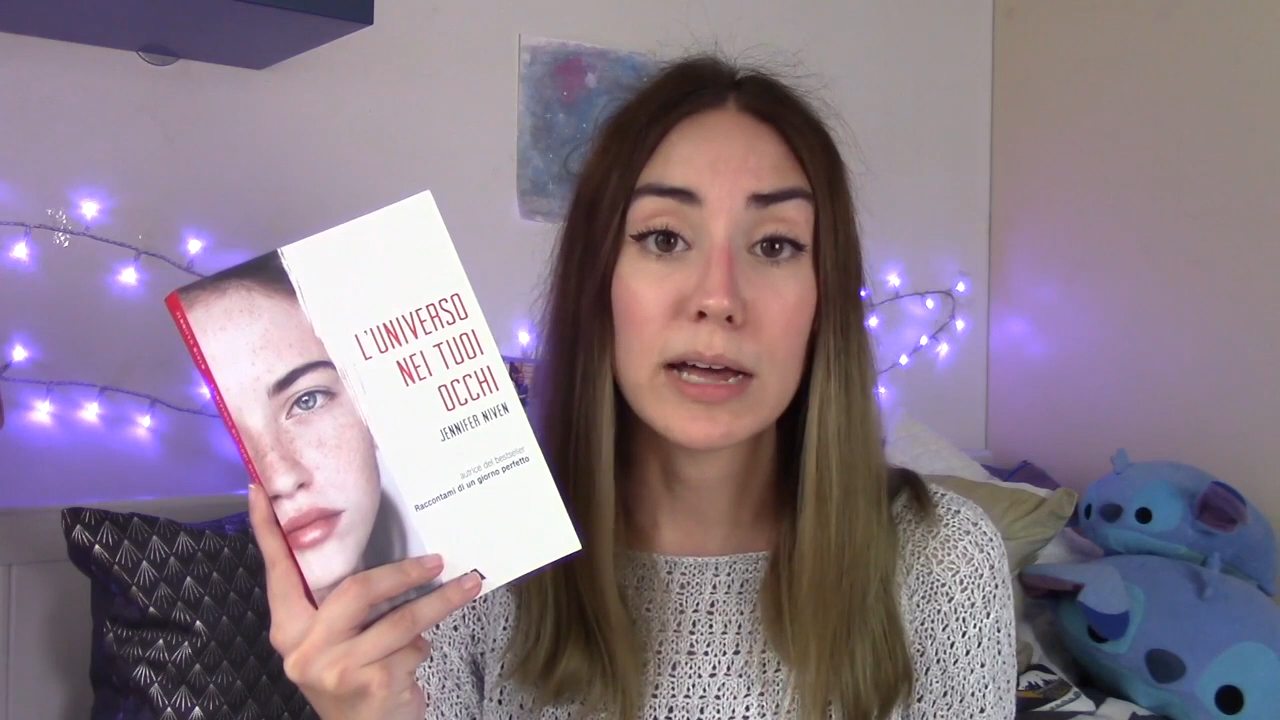 L'UNIVERSO
NEI TUOI
OCCHI
JENNIFER NIVEN
autrice del bestseller
Raccontami di un giorno perfetto